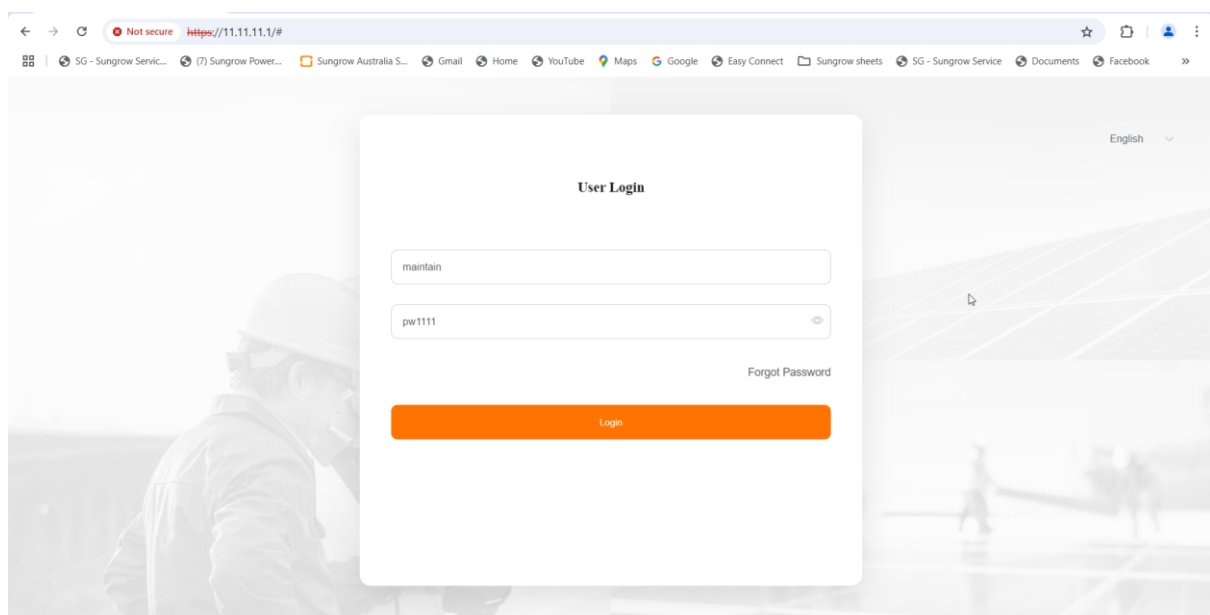 Not secure https://11.11.11.1/#
SG - Sungrow Servic... (7) Sungrow Power... Sungrow Australia S... Gmail Home YouTube Maps Google Easy Connect Sungrow sheets SG - Sungrow Service Documents Facebook »
English
User Login
maintain
pw1111
Forgot Password
Login